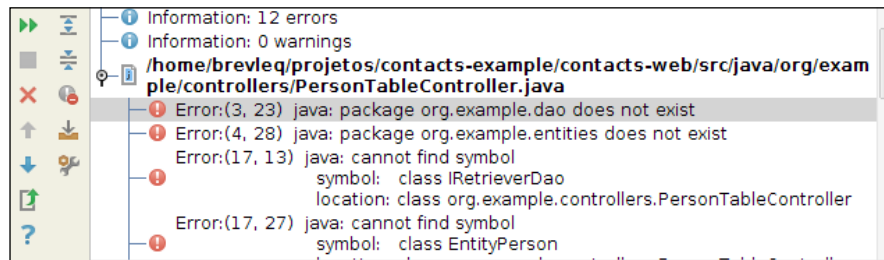 Information: 12 errors
Information: 0 warnings
/home/brevleq/projetos/contacts-example/contacts-web/src/java/org/exam
ple/controllers/PersonTableController.java
Error:(3, 23) java: package org.example.dao does not exist
Error:(4, 28) java: package org.example.entities does not exist
Error:(17, 13) java: cannot find symbol
symbol: class IRetrieverDao
location: class org.example.controllers.PersonTableController
Error:(17, 27) java: cannot find symbol
symbol: class EntityPerson